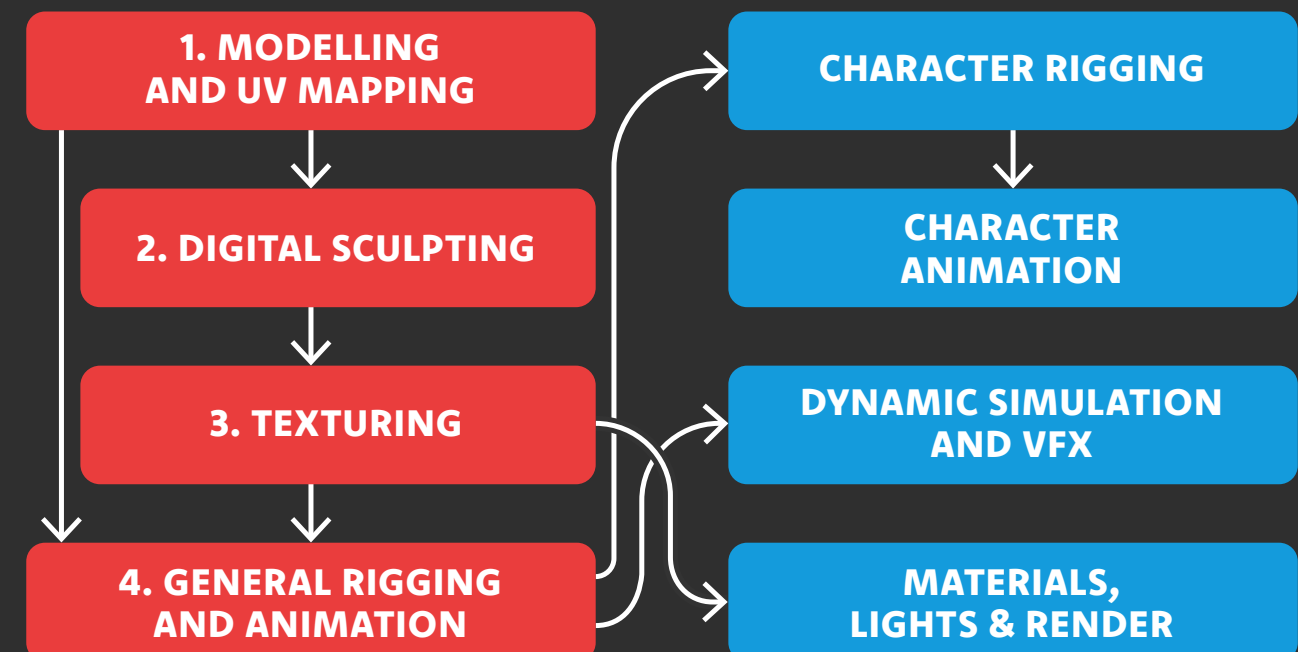 1. MODELLING
AND UV MAPPING
2. DIGITAL SCULPTING
3. TEXTURING
4. GENERAL RIGGING
AND ANIMATION
CHARACTER RIGGING
CHARACTER
ANIMATION
DYNAMIC SIMULATION
AND VFX
MATERIALS,
LIGHTS & RENDER